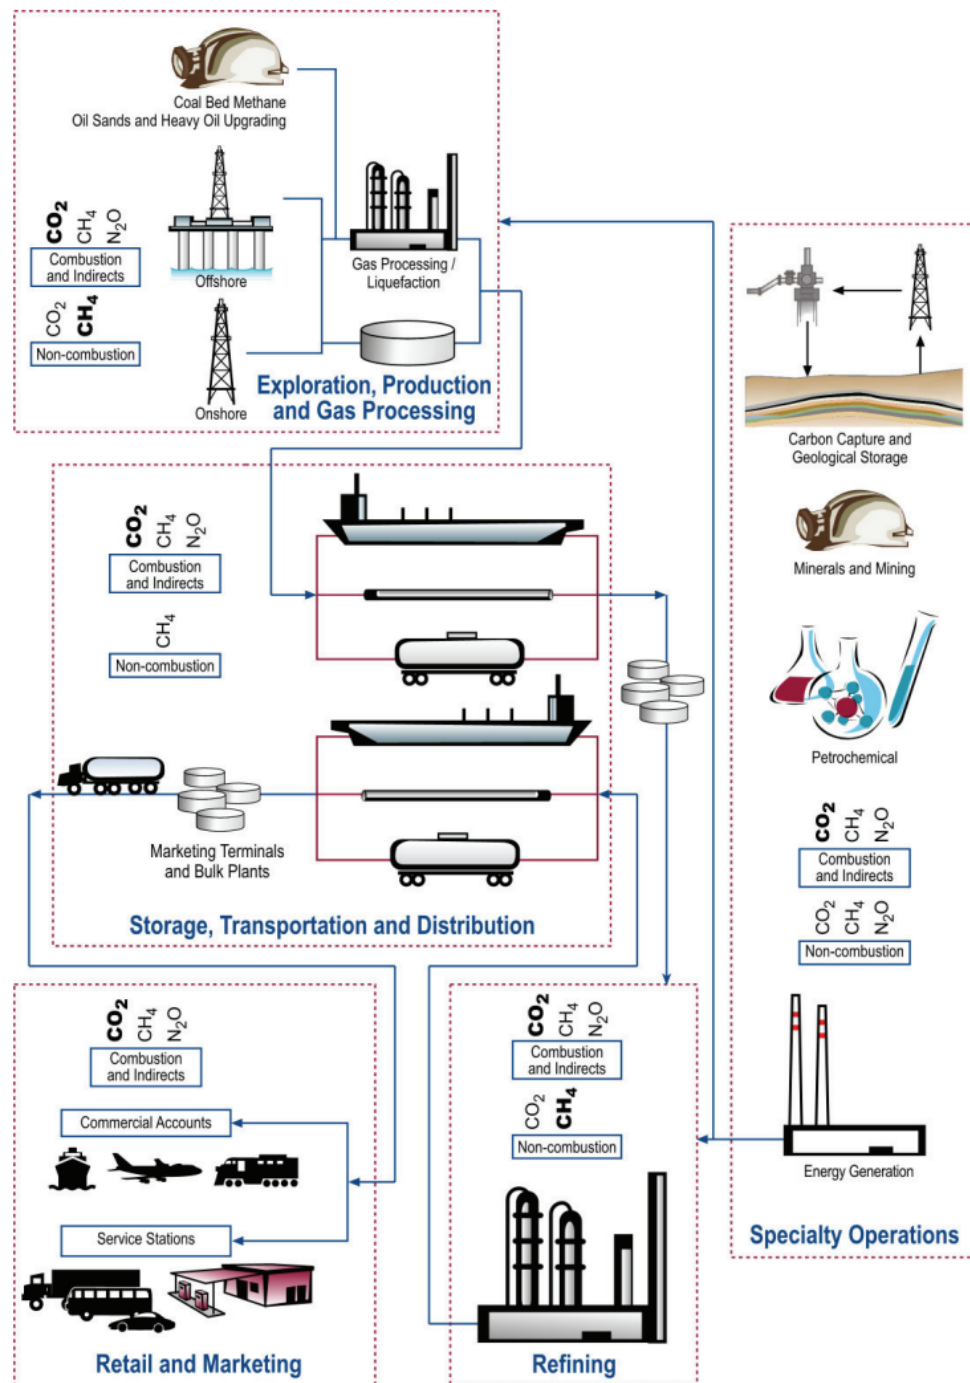 Coal Bed Methane
Oil Sands and Heavy Oil Upgrading
CO₂ CH₄ N₂O
Combustion
and Indirects
CO₂ CH₄
Non-combustion
Offshore
Onshore
Gas Processing /
Liquefaction
Exploration, Production
and Gas Processing
CO₂ CH₄ N₂O
Combustion
and Indirects
CH₄
Non-combustion
Marketing Terminals
and Bulk Plants
Storage, Transportation and Distribution
CO₂ CH₄ N₂O
Combustion
and Indirects
Commercial Accounts
Service Stations
Retail and Marketing
CO₂ CH₄ N₂O
Combustion
and Indirects
CO₂ CH₄
Non-combustion
Refining
Carbon Capture and
Geological Storage
Minerals and Mining
Petrochemical
CO₂ CH₄ N₂O
Combustion
and Indirects
CO₂ CH₄ N₂O
Non-combustion
Energy Generation
Specialty Operations